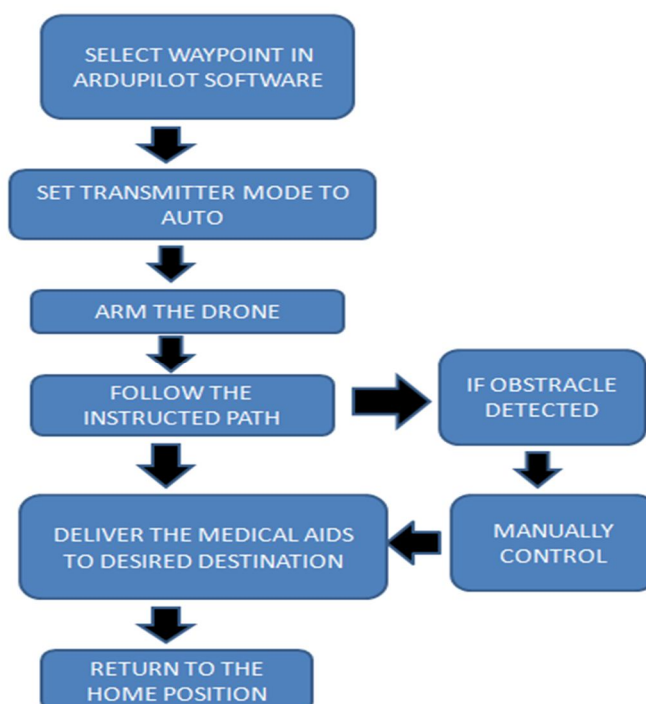 SELECT WAYPOINT IN
ARDUPILOT SOFTWARE
SET TRANSMITTER MODE TO
AUTO
ARM THE DRONE
FOLLOW THE
INSTRUCTED PATH
IF OBSTRACLE
DETECTED
MANUALLY
CONTROL
DELIVER THE MEDICAL AIDS
TO DESIRED DESTINATION
RETURN TO THE
HOME POSITION